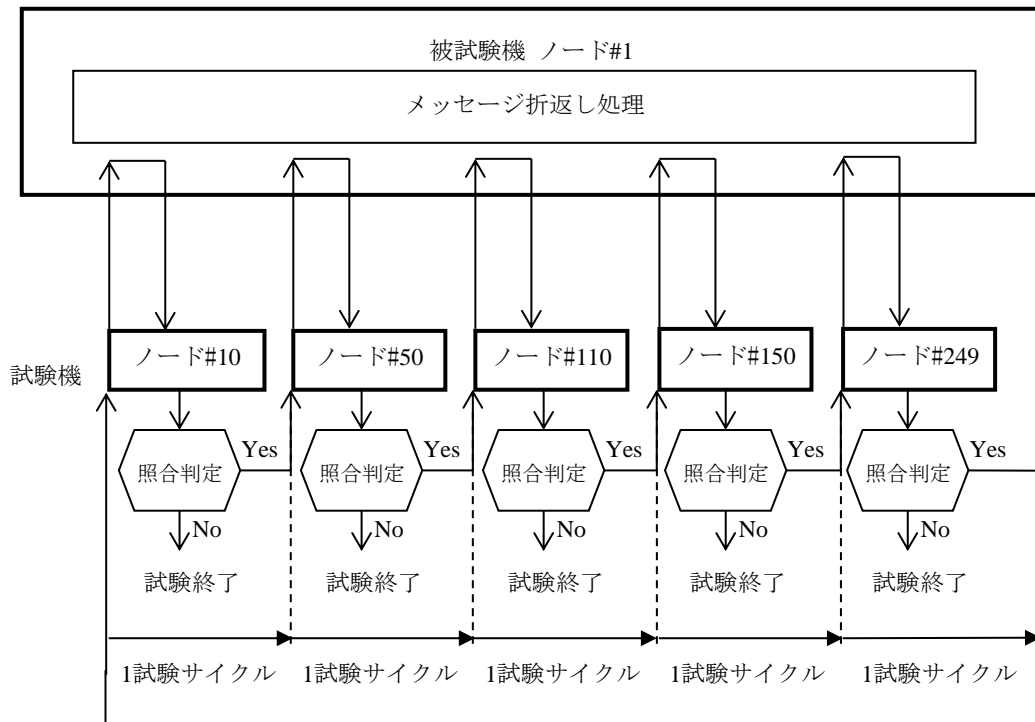 被試験機 ノード#1
メッセージ折返し処理
試験機
ノード#10
ノード#50
ノード#110
ノード#150
ノード#249
照合判定
Yes
照合判定
Yes
照合判定
Yes
照合判定
Yes
照合判定
Yes
No
No
No
No
No
試験終了
試験終了
試験終了
試験終了
試験終了
1試験サイクル
1試験サイクル
1試験サイクル
1試験サイクル
1試験サイクル